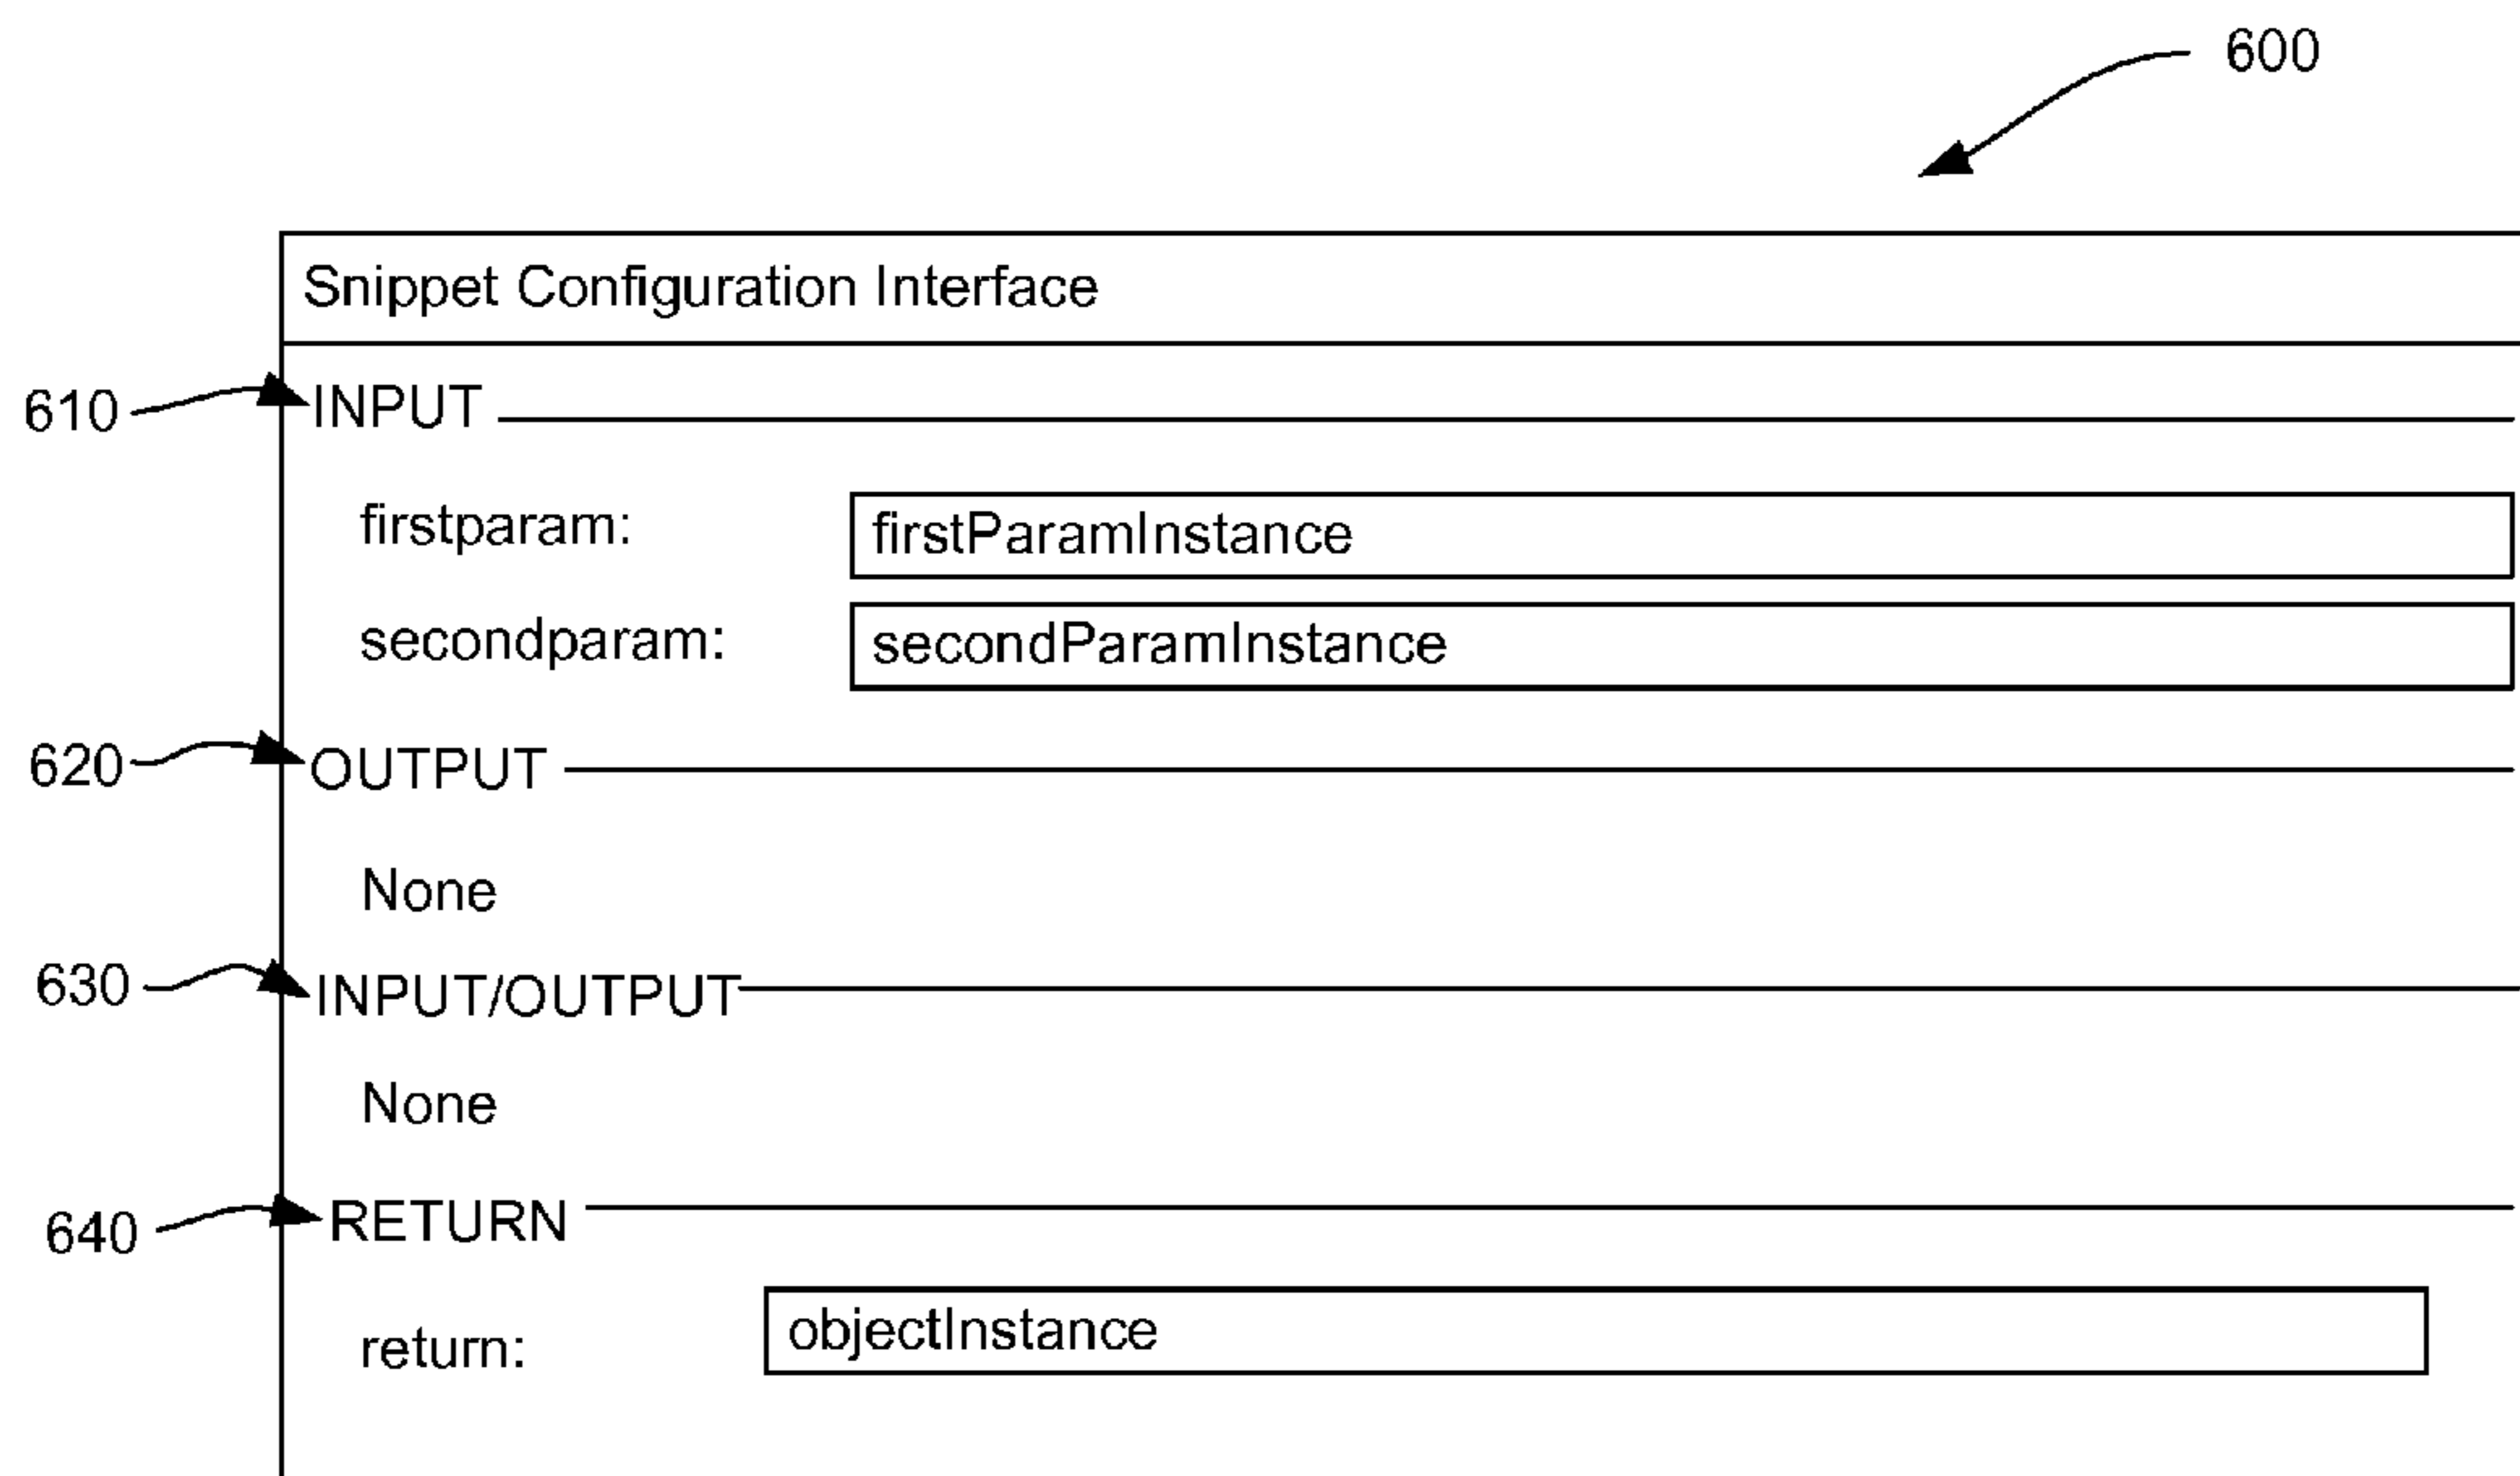 600
Snippet Configuration Interface
610 INPUT
firstparam: firstParamInstance
secondparam: secondParamInstance
620 OUTPUT
None
630 INPUT/OUTPUT
None
640 RETURN
return: objectInstance